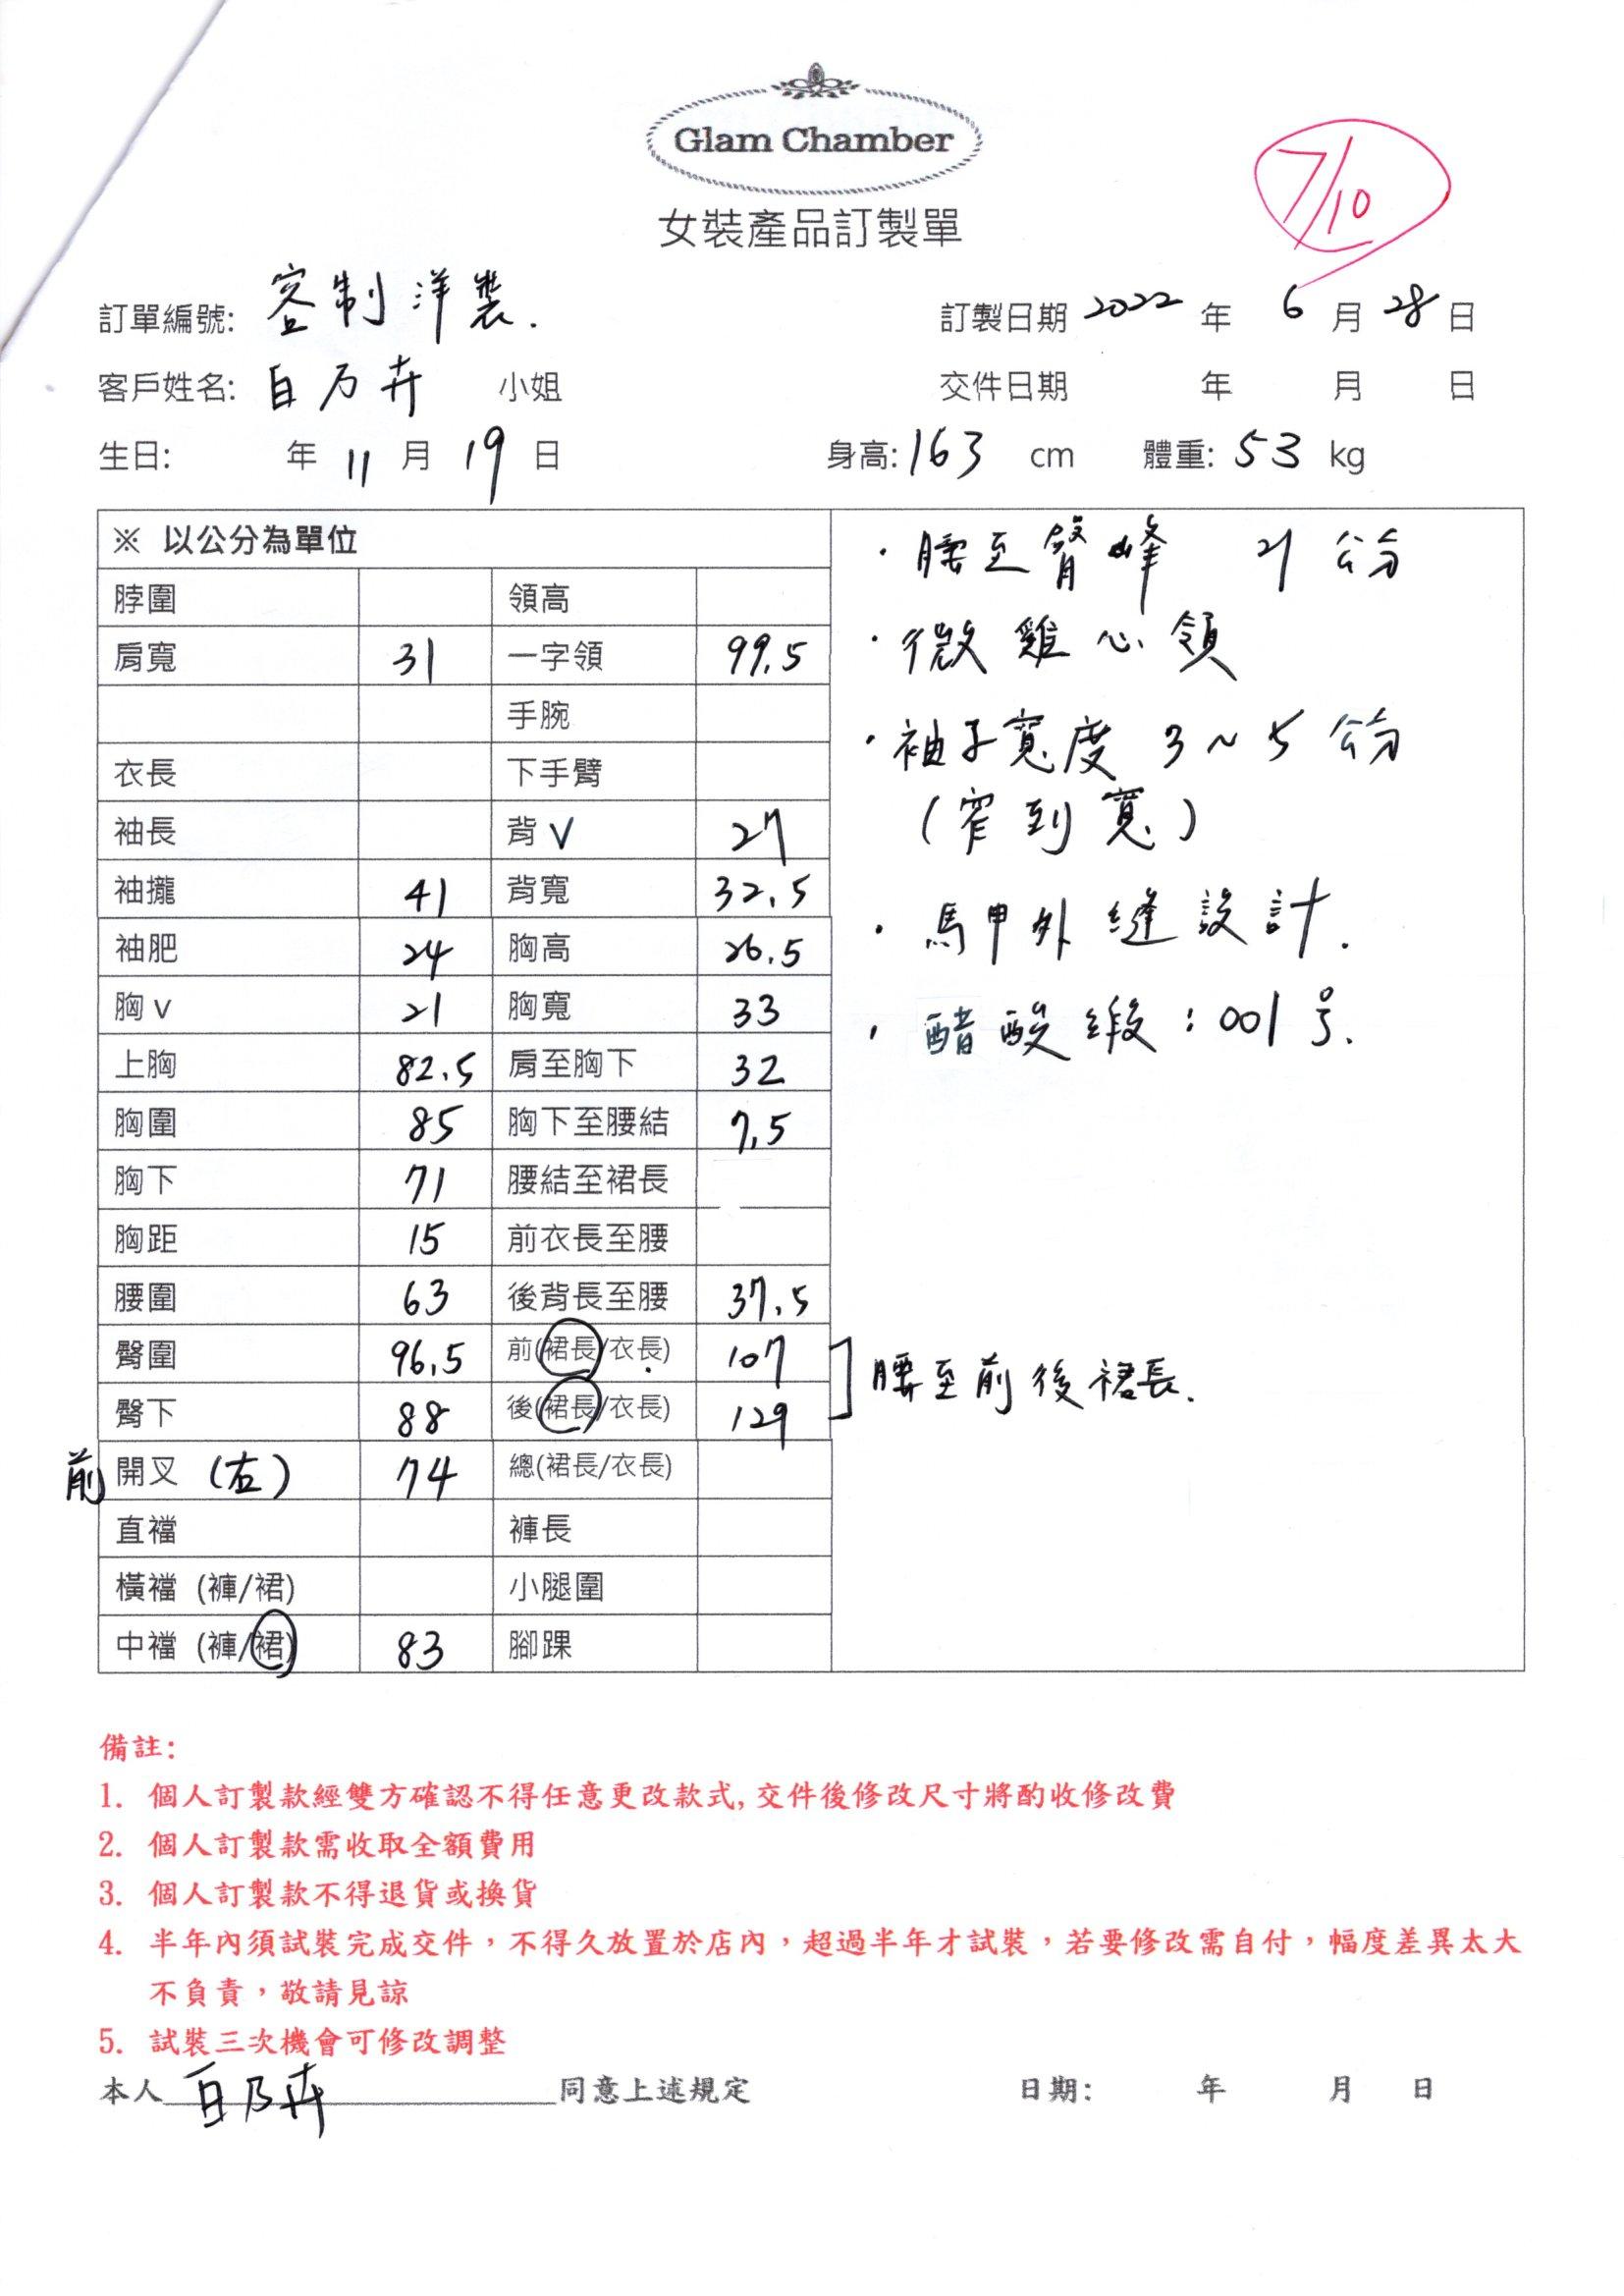 Glam Chamber
7/10
女裝產品訂製單
訂單編號: 客制洋裝.
訂製日期 2022 年 6 月 28 日
客戶姓名: 白乃卉 小姐
交件日期 年 月 日
生日: 年 11 月 19 日
身高: 163 cm 體重: 53 kg
※ 以公分為單位
脖圍 領高
肩寬 31 一字領 99.5
手腕
衣長 下手臂
袖長 背V 27
袖攏 41 背寬 32.5
袖肥 24 胸高 26.5
胸v 21 胸寬 33
上胸 82.5 肩至胸下 32
胸圍 85 胸下至腰結 7.5
胸下 71 腰結至裙長
胸距 15 前衣長至腰
腰圍 63 後背長至腰 37.5
臀圍 96.5 前(裙長/衣長) 107
臀下 88 後(裙長/衣長) 129
前 開叉 (左) 74 總(裙長/衣長)
直襠 褲長
橫襠 (褲/裙) 小腿圍
中襠 (褲/裙) 83 腳踝
・腰至臀峰 21 公分
・微雞心領
・袖子寬度 3~5 公分
(窄到寬)
・馬甲外縫設計.
・醋酸緞:001号.
腰至前後裙長.
備註:
1. 個人訂製款經雙方確認不得任意更改款式,交件後修改尺寸將酌收修改費
2. 個人訂製款需收取全額費用
3. 個人訂製款不得退貨或換貨
4. 半年內須試裝完成交件，不得久放置於店內，超過半年才試裝，若要修改需自付，幅度差異太大
不負責，敬請見諒
5. 試裝三次機會可修改調整
本人 白乃卉 同意上述規定 日期: 年 月 日